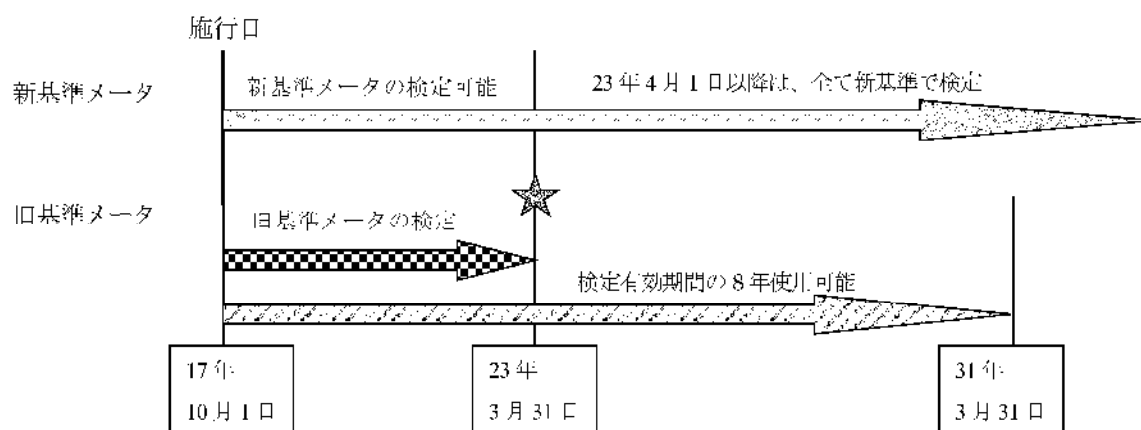 施行日
新基準メータ
新基準メータの検定可能
23年4月1日以降は、全て新基準で検定
旧基準メータ
旧基準メータの検定
検定有効期間の8年使用可能
17年
10月1日
23年
3月31日
31年
3月31日